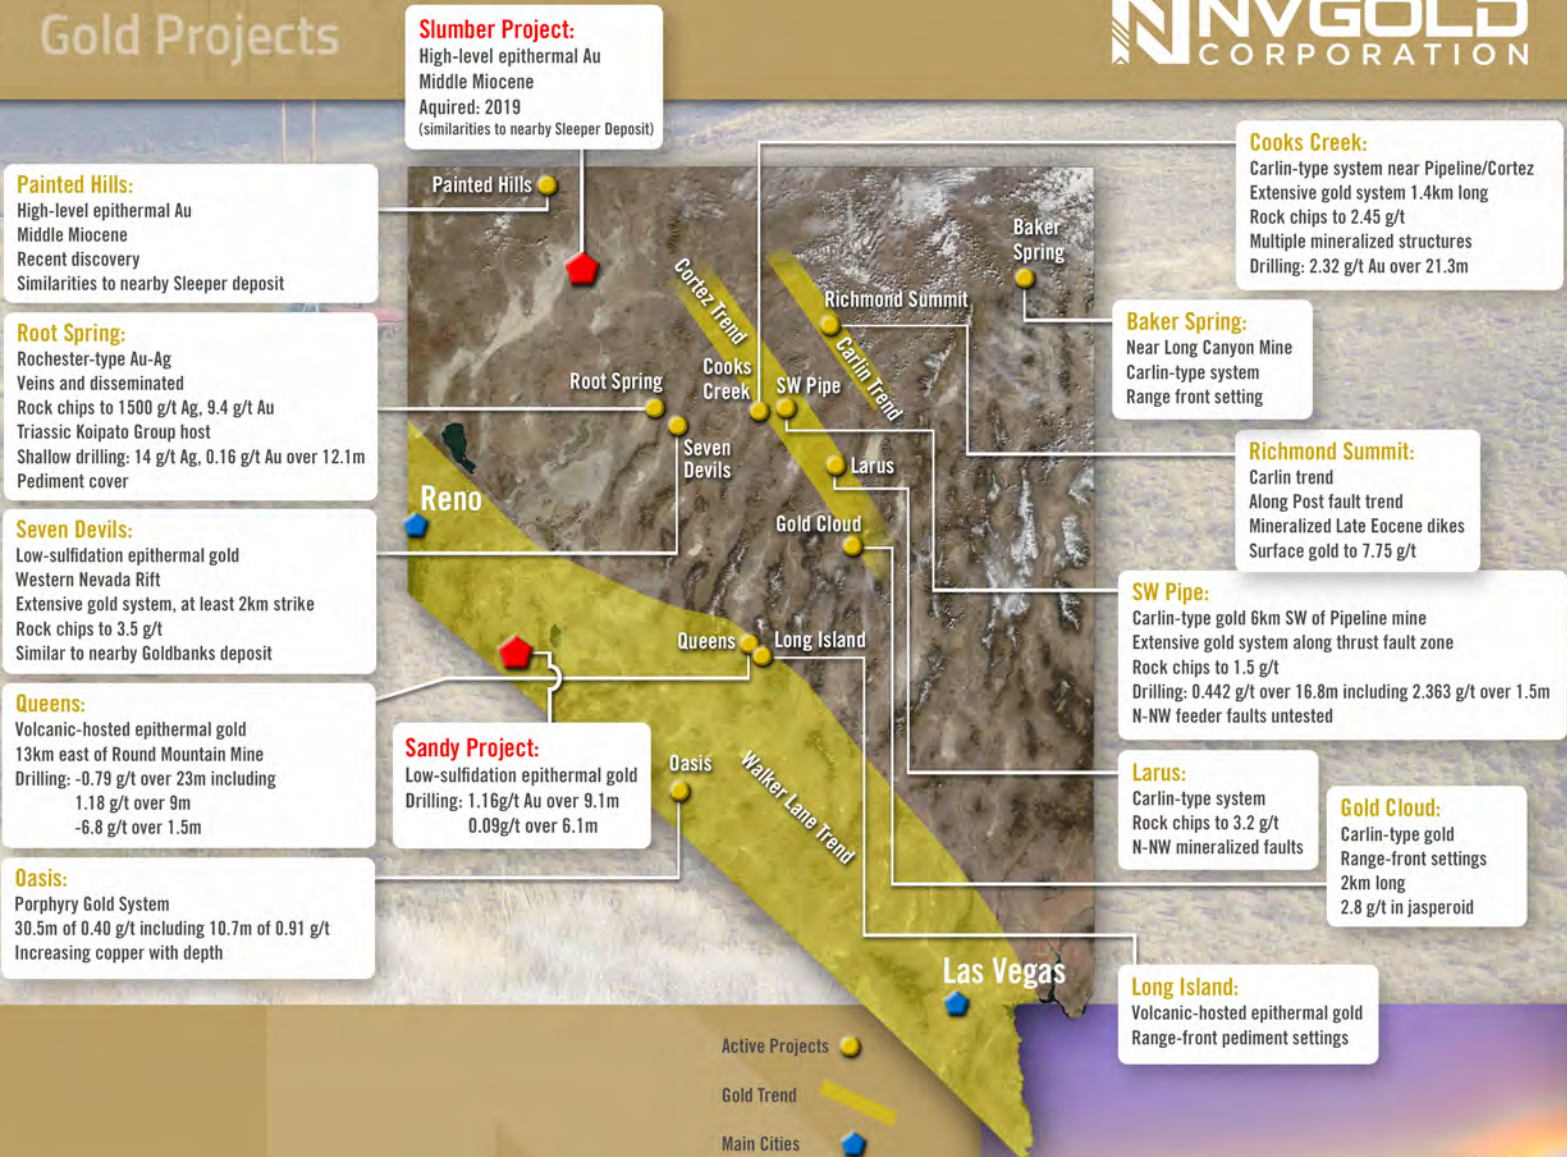 Gold Projects
NVGOLD
CORPORATION
Slumber Project:
High-level epithermal Au
Middle Miocene
Aquired: 2019
(similarities to nearby Sleeper Deposit)
Painted Hills:
High-level epithermal Au
Middle Miocene
Recent discovery
Similarities to nearby Sleeper deposit
Root Spring:
Rochester-type Au-Ag
Veins and disseminated
Rock chips to 1500 g/t Ag, 9.4 g/t Au
Triassic Koipato Group host
Shallow drilling: 14 g/t Ag, 0.16 g/t Au over 12.1m
Pediment cover
Seven Devils:
Low-sulfidation epithermal gold
Western Nevada Rift
Extensive gold system, at least 2km strike
Rock chips to 3.5 g/t
Similar to nearby Goldbanks deposit
Queens:
Volcanic-hosted epithermal gold
13km east of Round Mountain Mine
Drilling: -0.79 g/t over 23m including
1.18 g/t over 9m
-6.8 g/t over 1.5m
Oasis:
Porphyry Gold System
30.5m of 0.40 g/t including 10.7m of 0.91 g/t
Increasing copper with depth
Sandy Project:
Low-sulfidation epithermal gold
Drilling: 1.16g/t Au over 9.1m
0.09g/t over 6.1m
Painted Hills
Baker
Spring
Cortez Trend
Richmond Summit
Carlin Trend
Root Spring
Cooks
Creek
SW Pipe
Seven
Devils
Larus
Reno
Gold Cloud
Queens
Long Island
Oasis
Walker Lane Trend
Las Vegas
Cooks Creek:
Carlin-type system near Pipeline/Cortez
Extensive gold system 1.4km long
Rock chips to 2.45 g/t
Multiple mineralized structures
Drilling: 2.32 g/t Au over 21.3m
Baker Spring:
Near Long Canyon Mine
Carlin-type system
Range front setting
Richmond Summit:
Carlin trend
Along Post fault trend
Mineralized Late Eocene dikes
Surface gold to 7.75 g/t
SW Pipe:
Carlin-type gold 6km SW of Pipeline mine
Extensive gold system along thrust fault zone
Rock chips to 1.5 g/t
Drilling: 0.442 g/t over 16.8m including 2.363 g/t over 1.5m
N-NW feeder faults untested
Larus:
Carlin-type system
Rock chips to 3.2 g/t
N-NW mineralized faults
Gold Cloud:
Carlin-type gold
Range-front settings
2km long
2.8 g/t in jasperoid
Long Island:
Volcanic-hosted epithermal gold
Range-front pediment settings
Active Projects
Gold Trend
Main Cities